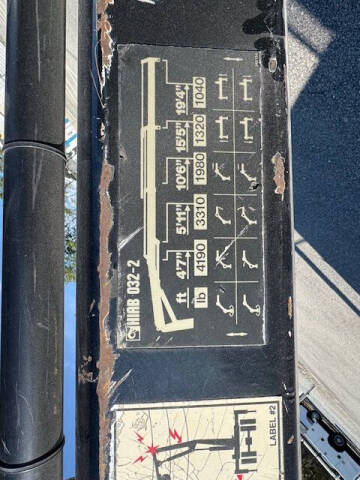 HIAB 032-2
ft 4'7" 5'11" 10'6" 15'5" 19'4"
lb 4190 3310 1980 1320 1040
LABEL #2